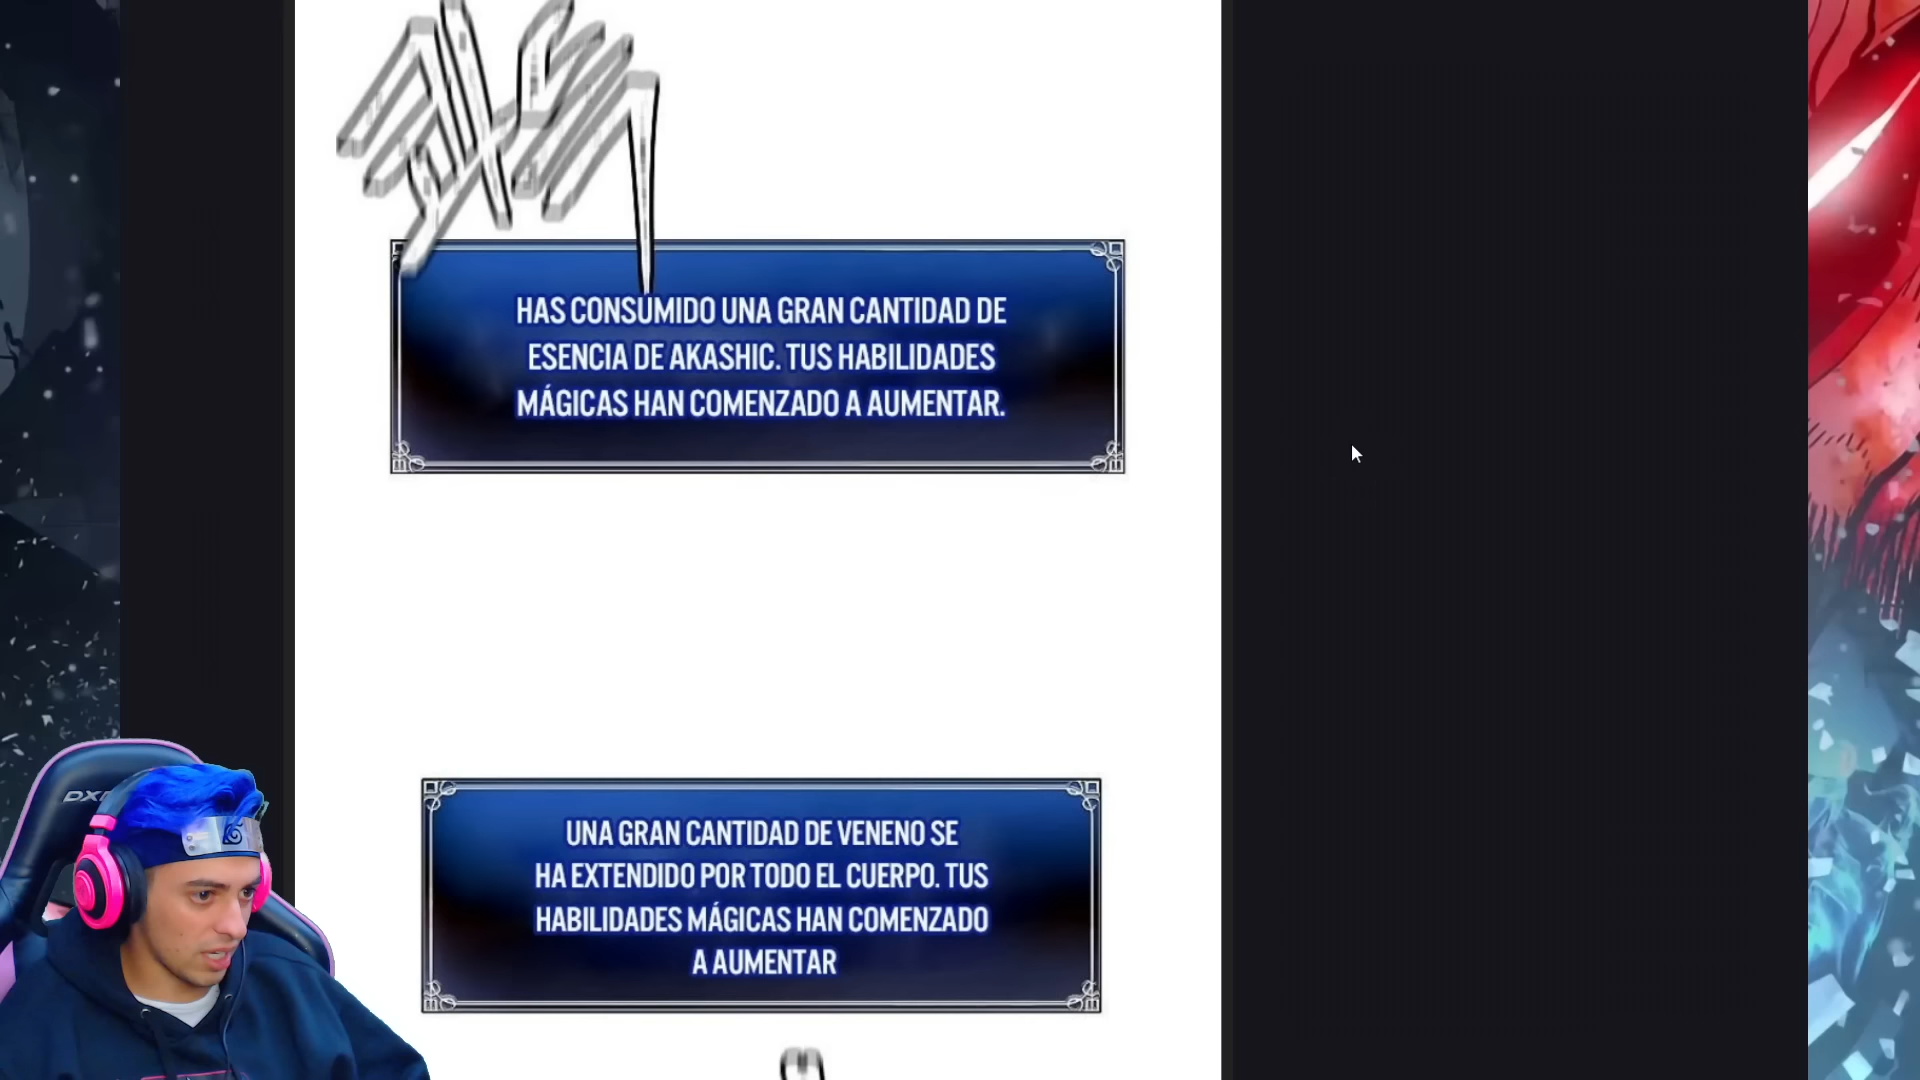 HAS CONSUMIDO UNA GRAN CANTIDAD DE
ESENCIA DE AKASHIC. TUS HABILIDADES
MÁGICAS HAN COMENZADO A AUMENTAR.
UNA GRAN CANTIDAD DE VENENO SE
HA EXTENDIDO POR TODO EL CUERPO. TUS
HABILIDADES MÁGICAS HAN COMENZADO
A AUMENTAR